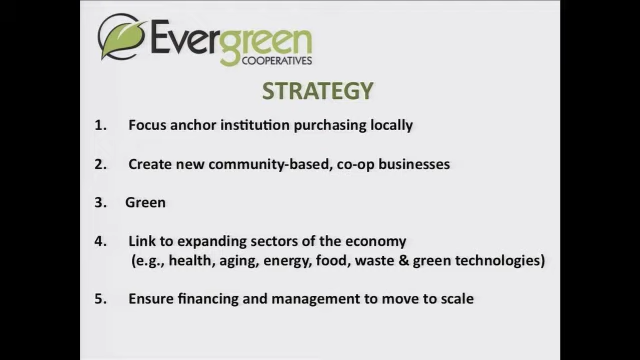 Evergreen
COOPERATIVES
STRATEGY
1. Focus anchor institution purchasing locally
2. Create new community-based, co-op businesses
3. Green
4. Link to expanding sectors of the economy
(e.g., health, aging, energy, food, waste & green technologies)
5. Ensure financing and management to move to scale